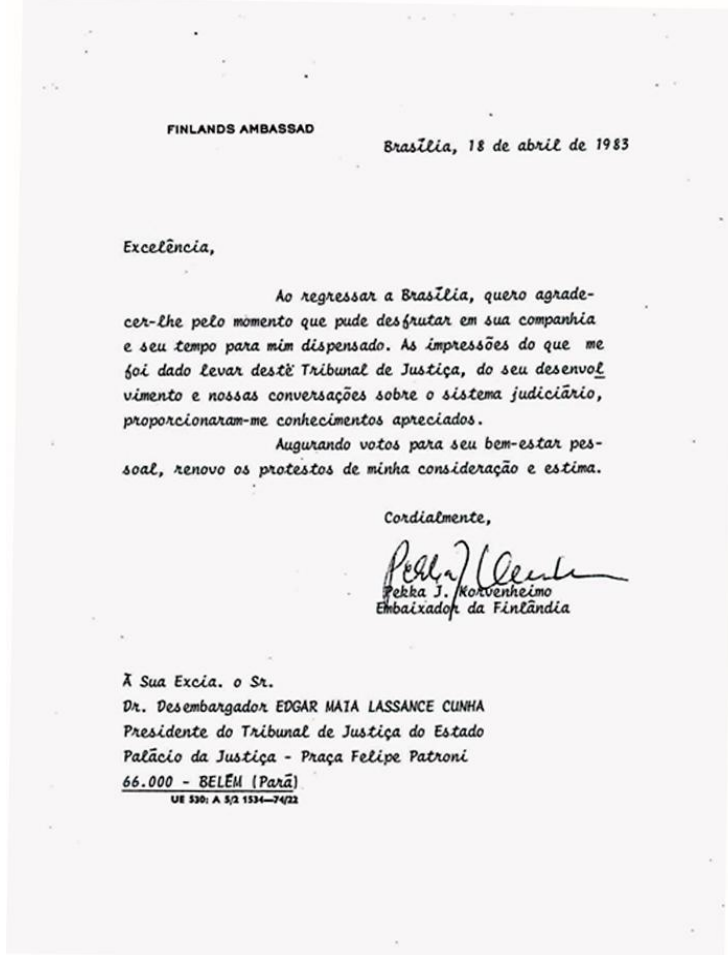 FINLANDS AMBASSAD
Brasília, 18 de abril de 1983
Excelência,
Ao regressar a Brasília, quero agrade-
cer-lhe pelo momento que pude desfrutar em sua companhia
e seu tempo para mim dispensado. As impressões do que me
foi dado levar deste Tribunal de Justiça, do seu desenvol
vimento e nossas conversações sobre o sistema judiciário,
proporcionaram-me conhecimentos apreciados.
Augurando votos para seu bem-estar pes-
soal, renovo os protestos de minha consideração e estima.
Cordialmente,
Pekka J. Korvenheimo
Embaixador da Finlândia
À Sua Excia. o Sr.
Dr. Desembargador EDGAR MAIA LASSANCE CUNHA
Presidente do Tribunal de Justiça do Estado
Palácio da Justiça - Praça Felipe Patroni
66.000 - BELÉM (Pará)
UE 530: A 5/2 1534—74/22